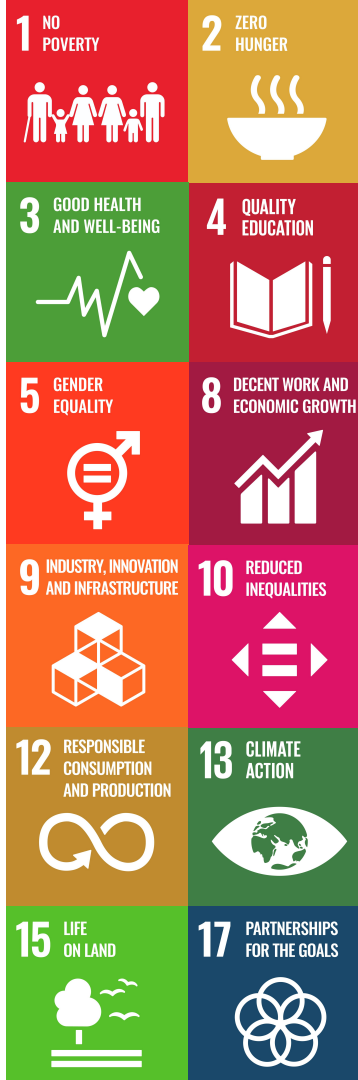 1 NO
POVERTY
2 ZERO
HUNGER
3 GOOD HEALTH
AND WELL-BEING
4 QUALITY
EDUCATION
5 GENDER
EQUALITY
8 DECENT WORK AND
ECONOMIC GROWTH
9 INDUSTRY, INNOVATION
AND INFRASTRUCTURE
10 REDUCED
INEQUALITIES
12 RESPONSIBLE
CONSUMPTION
AND PRODUCTION
13 CLIMATE
ACTION
15 LIFE
ON LAND
17 PARTNERSHIPS
FOR THE GOALS